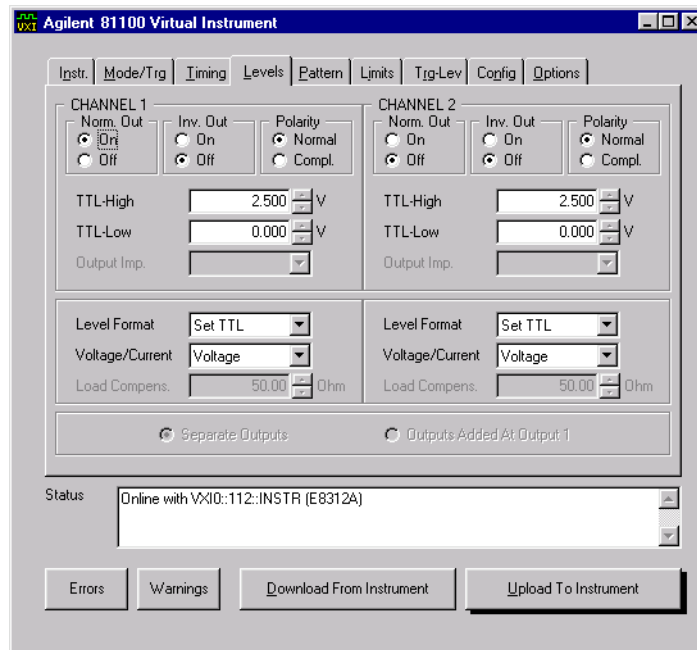 VXI Agilent 81100 Virtual Instrument
Instr. Mode/Trg Timing Levels Pattern Limits Trg-Lev Config Options
CHANNEL 1 CHANNEL 2
Norm. Out Inv. Out Polarity Norm. Out Inv. Out Polarity
On On Normal On On Normal
Off Off Compl. Off Off Compl.
TTL-High 2.500 V TTL-High 2.500 V
TTL-Low 0.000 V TTL-Low 0.000 V
Output Imp. Output Imp.
Level Format Set TTL Level Format Set TTL
Voltage/Current Voltage Voltage/Current Voltage
Load Compens. 50.00 Ohm Load Compens. 50.00 Ohm
Separate Outputs Outputs Added At Output 1
Status Online with VXI0::112::INSTR (E8312A)
Errors Warnings Download From Instrument Upload To Instrument